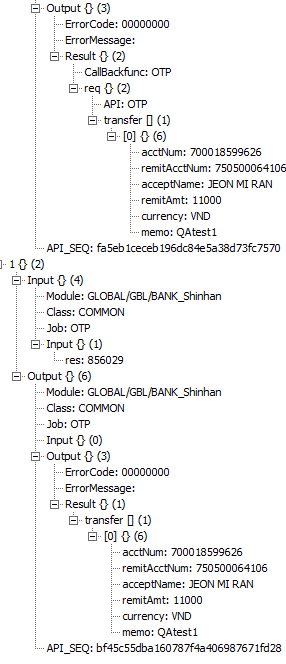 Output {} (3)
ErrorCode: 00000000
ErrorMessage:
Result {} (2)
CallBackfunc: OTP
req {} (2)
API: OTP
transfer [] (1)
[0] {} (6)
acctNum: 700018599626
remitAcctNum: 750500064106
acceptName: JEON MI RAN
remitAmt: 11000
currency: VND
memo: QAtest1
API_SEQ: fa5eb1ceceb196dc84e5a38d73fc7570
1 {} (2)
Input {} (4)
Module: GLOBAL/GBL/BANK_Shinhan
Class: COMMON
Job: OTP
Input {} (1)
res: 856029
Output {} (6)
Module: GLOBAL/GBL/BANK_Shinhan
Class: COMMON
Job: OTP
Input {} (0)
Output {} (3)
ErrorCode: 00000000
ErrorMessage:
Result {} (1)
transfer [] (1)
[0] {} (6)
acctNum: 700018599626
remitAcctNum: 750500064106
acceptName: JEON MI RAN
remitAmt: 11000
currency: VND
memo: QAtest1
API_SEQ: bf45c55dba160787f4a406987671fd28